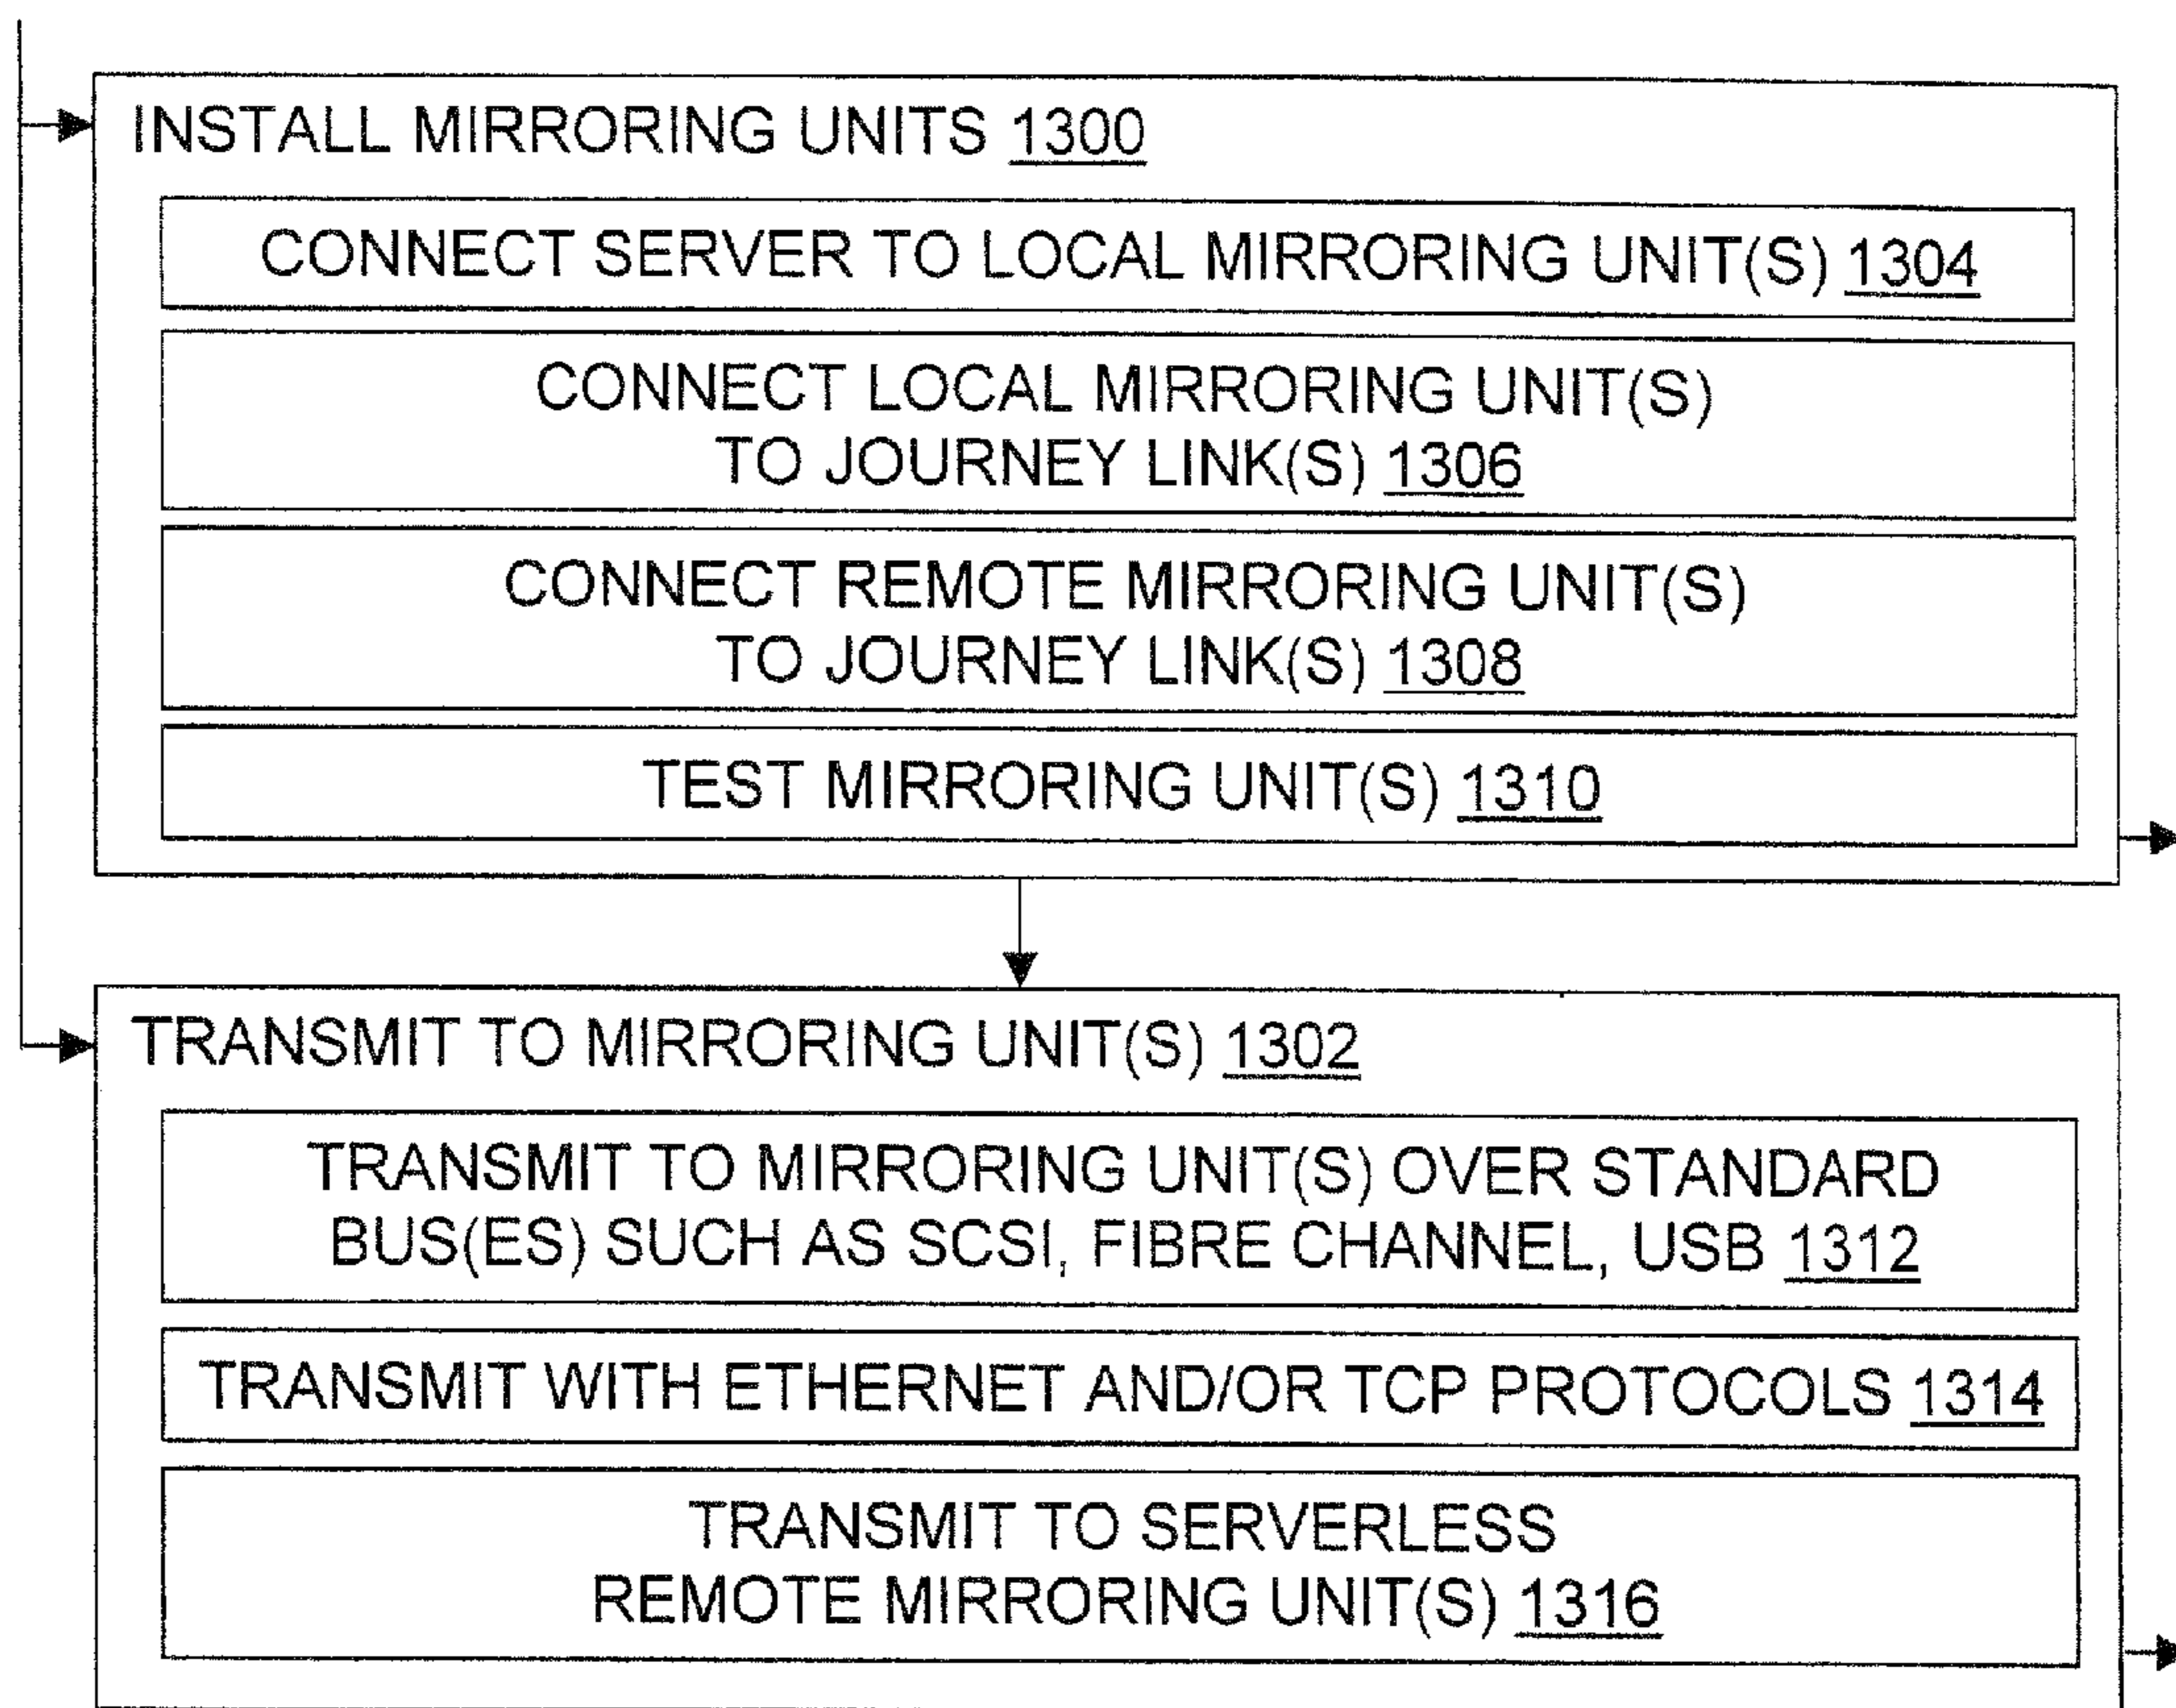 INSTALL MIRRORING UNITS 1300
CONNECT SERVER TO LOCAL MIRRORING UNIT(S) 1304
CONNECT LOCAL MIRRORING UNIT(S)
TO JOURNEY LINK(S) 1306
CONNECT REMOTE MIRRORING UNIT(S)
TO JOURNEY LINK(S) 1308
TEST MIRRORING UNIT(S) 1310
TRANSMIT TO MIRRORING UNIT(S) 1302
TRANSMIT TO MIRRORING UNIT(S) OVER STANDARD
BUS(ES) SUCH AS SCSI, FIBRE CHANNEL, USB 1312
TRANSMIT WITH ETHERNET AND/OR TCP PROTOCOLS 1314
TRANSMIT TO SERVERLESS
REMOTE MIRRORING UNIT(S) 1316